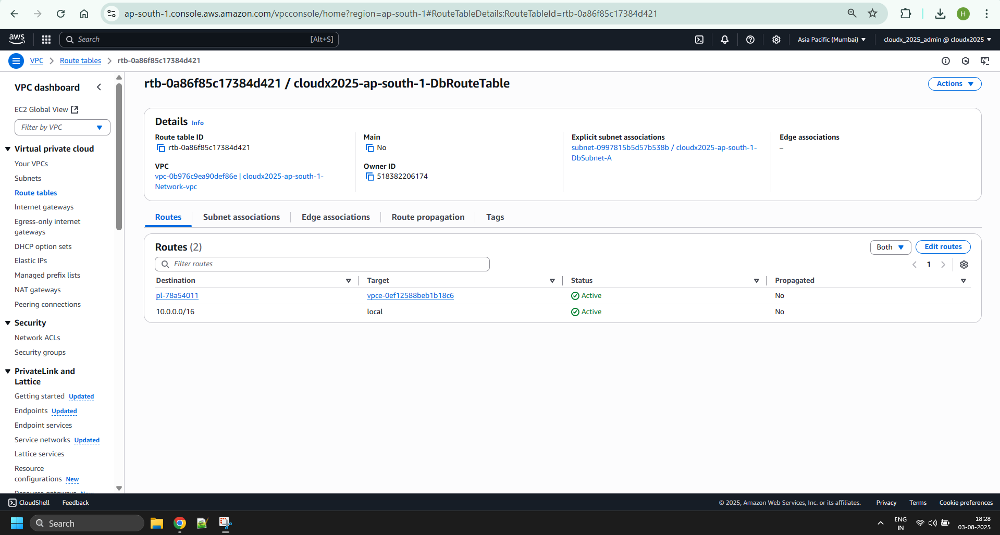 ap-south-1.console.aws.amazon.com/vpcconsole/home?region=ap-south-1#RouteTableDetails:RouteTableId=rtb-0a86f85c17384d421
H
aws
Search [Alt+S]
Asia Pacific (Mumbai)
cloudx_2025_admin @ cloudx2025
VPC
Route tables
rtb-0a86f85c17384d421
VPC dashboard
EC2 Global View
Filter by VPC
Virtual private cloud
Your VPCs
Subnets
Route tables
Internet gateways
Egress-only internet
gateways
DHCP option sets
Elastic IPs
Managed prefix lists
NAT gateways
Peering connections
Security
Network ACLs
Security groups
PrivateLink and
Lattice
Getting started Updated
Endpoints Updated
Endpoint services
Service networks Updated
Lattice services
Resource
configurations New
Resource gateways New
rtb-0a86f85c17384d421 / cloudx2025-ap-south-1-DbRouteTable
Actions
Details Info
Route table ID
rtb-0a86f85c17384d421
VPC
vpc-0b976c9ea90def86e | cloudx2025-ap-south-1-
Network-vpc
Main
No
Owner ID
518382206174
Explicit subnet associations
subnet-0997815b5d57b538b / cloudx2025-ap-south-1-
DbSubnet-A
Edge associations
–
Routes
Subnet associations
Edge associations
Route propagation
Tags
Routes (2)
Both
Edit routes
Filter routes
1
Destination Target Status Propagated
pl-78a54011 vpce-0ef12588beb1b18c6 Active No
10.0.0.0/16 local Active No
CloudShell
Feedback
© 2025, Amazon Web Services, Inc. or its affiliates.
Privacy
Terms
Cookie preferences
Search
ENG
IN
18:28
03-08-2025